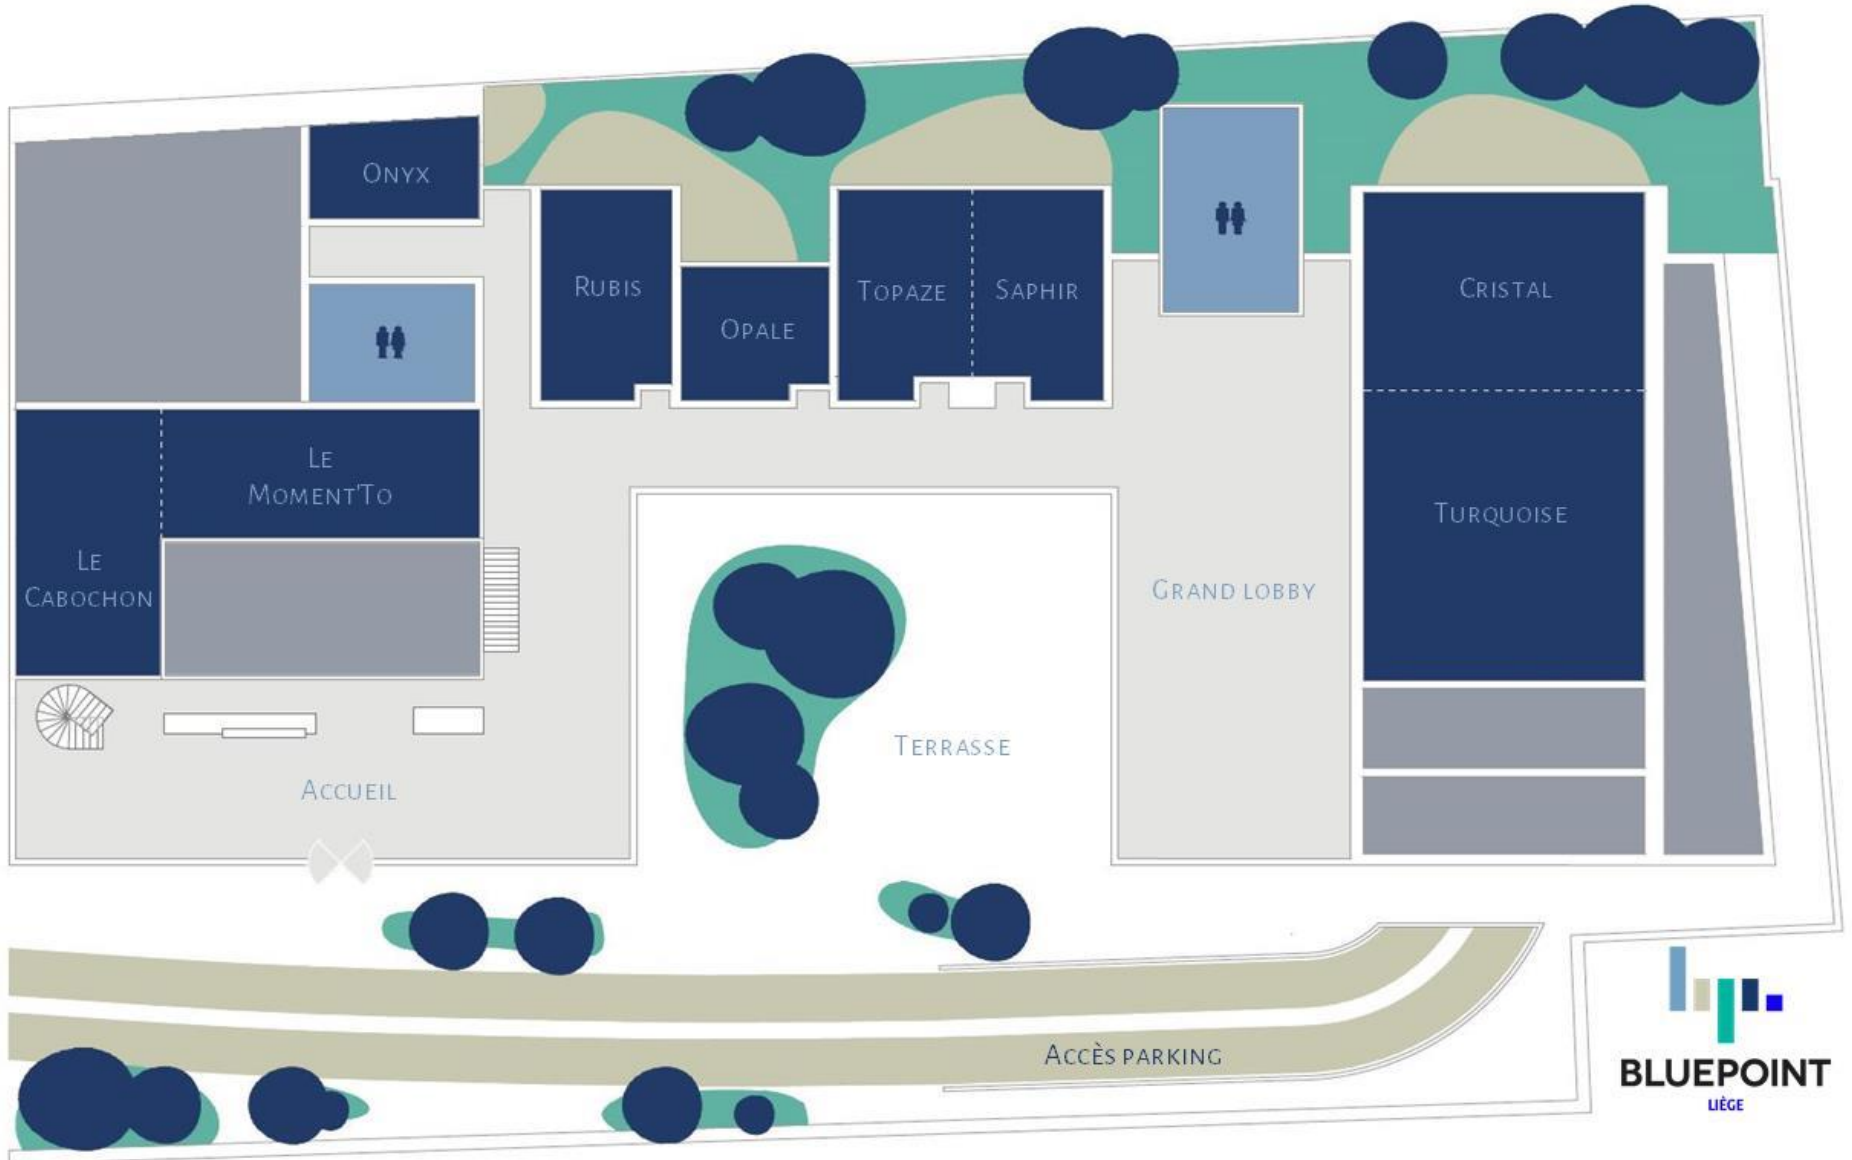 Onyx
Rubis
Opale
Topaze
Saphir
Cristal
Le
Moment'To
Le
Cabochon
Turquoise
Grand lobby
Terrasse
Accueil
Accès parking
BLUEPOINT
LIÈGE